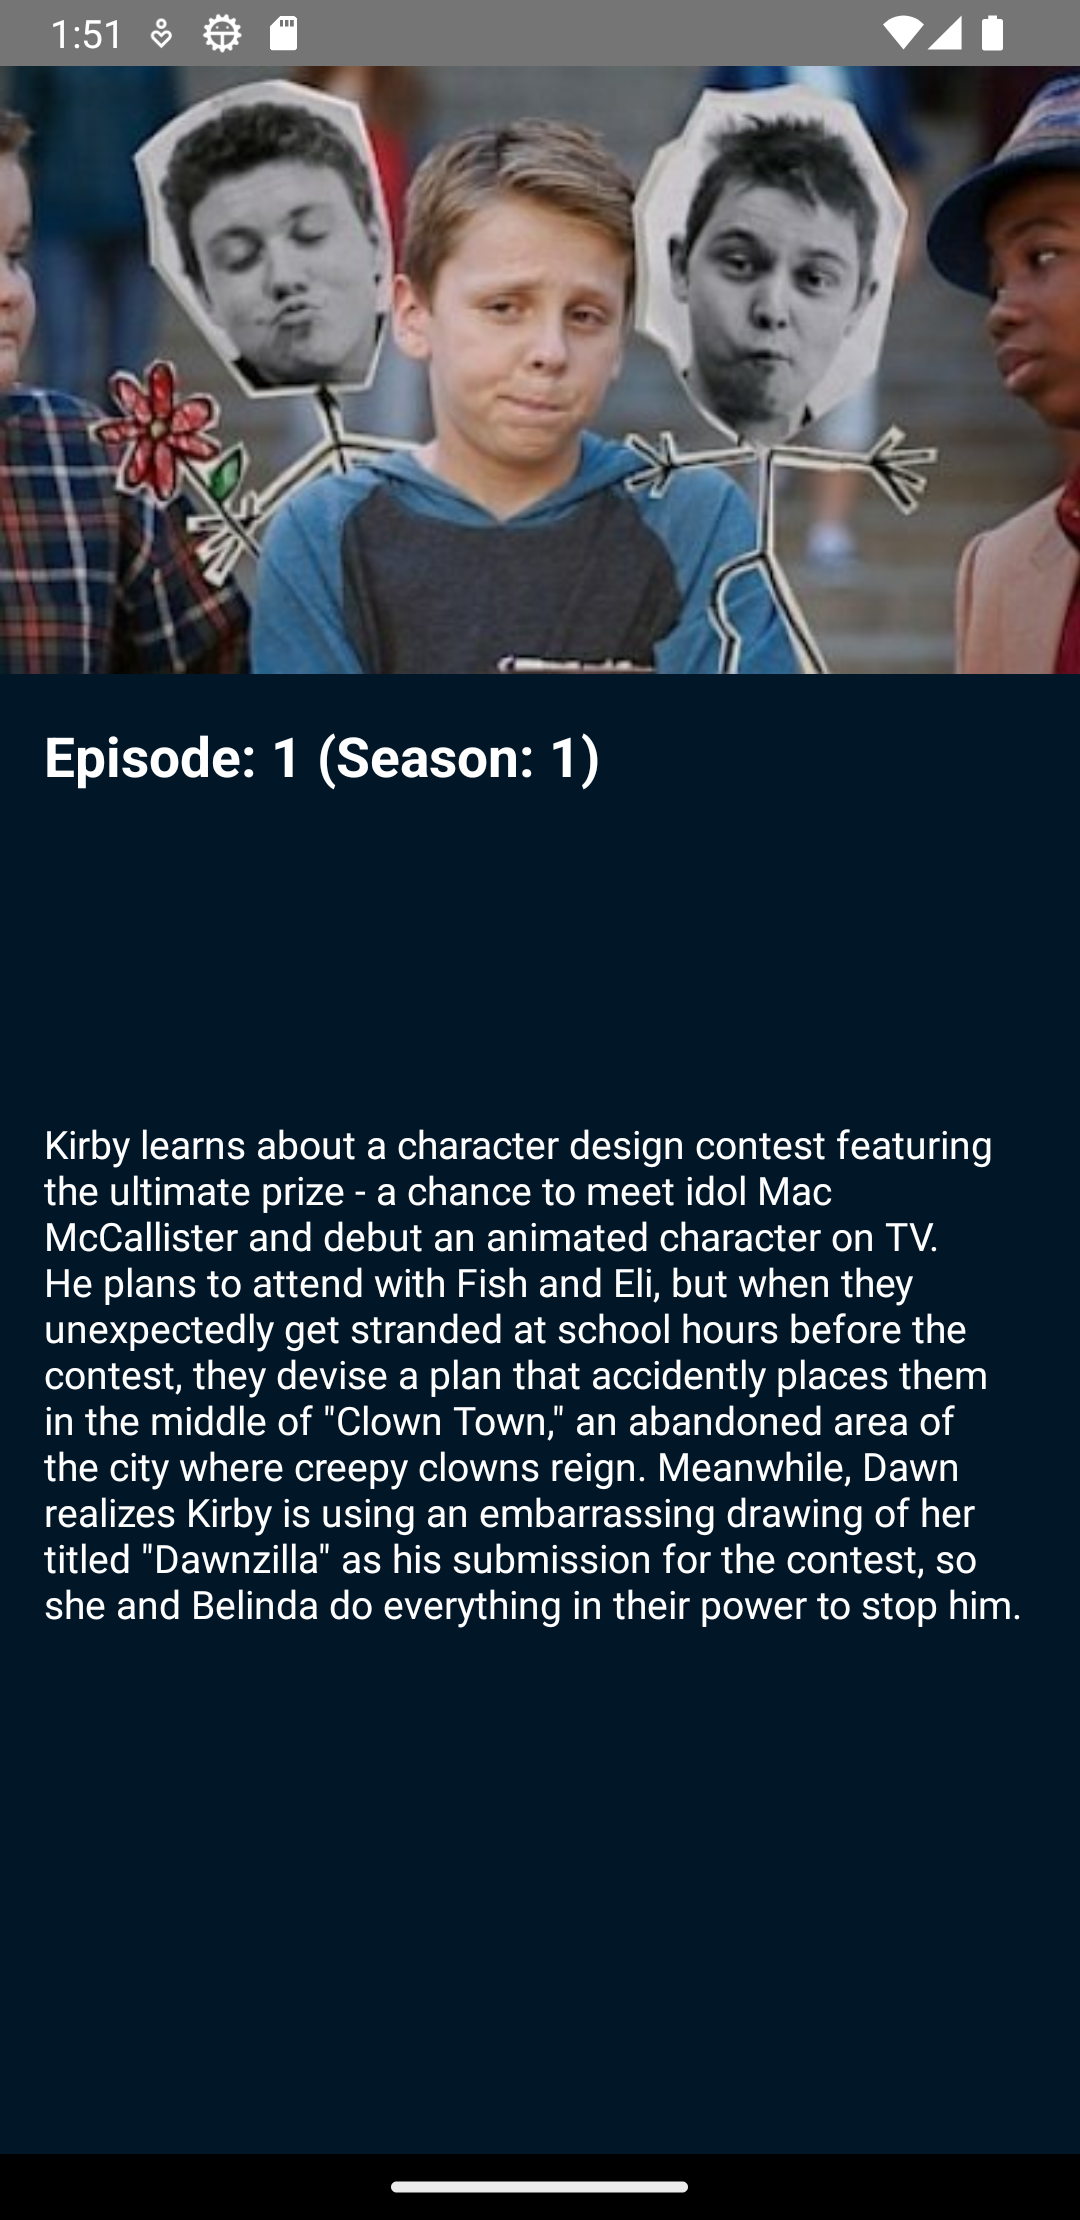 1:51
Episode: 1 (Season: 1)
Kirby learns about a character design contest featuring
the ultimate prize - a chance to meet idol Mac
McCallister and debut an animated character on TV.
He plans to attend with Fish and Eli, but when they
unexpectedly get stranded at school hours before the
contest, they devise a plan that accidently places them
in the middle of "Clown Town," an abandoned area of
the city where creepy clowns reign. Meanwhile, Dawn
realizes Kirby is using an embarrassing drawing of her
titled "Dawnzilla" as his submission for the contest, so
she and Belinda do everything in their power to stop him.